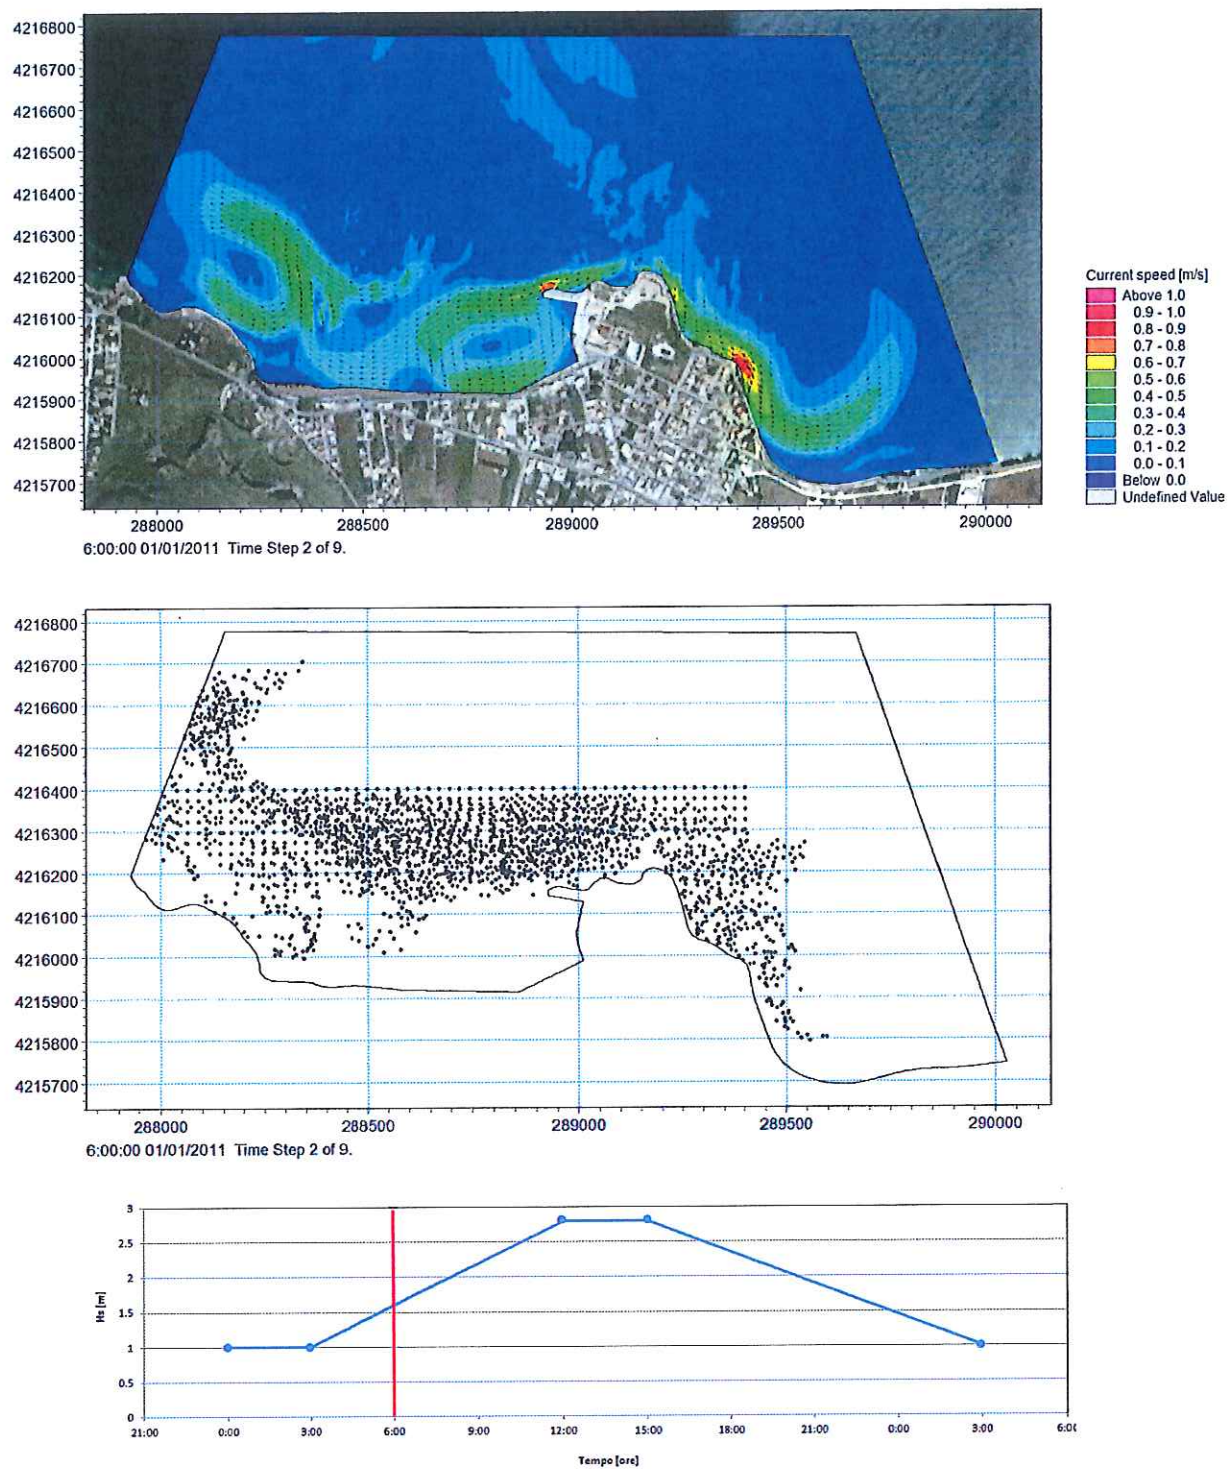 4216800
4216700
4216600
4216500
4216400
4216300
4216200
4216100
4216000
4215900
4215800
4215700
288000 288500 289000 289500 290000
6:00:00 01/01/2011 Time Step 2 of 9.
Current speed [m/s]
Above 1.0
0.9 - 1.0
0.8 - 0.9
0.7 - 0.8
0.6 - 0.7
0.5 - 0.6
0.4 - 0.5
0.3 - 0.4
0.2 - 0.3
0.1 - 0.2
0.0 - 0.1
Below 0.0
Undefined Value
4216800
4216700
4216600
4216500
4216400
4216300
4216200
4216100
4216000
4215900
4215800
4215700
288000 288500 289000 289500 290000
6:00:00 01/01/2011 Time Step 2 of 9.
Hs [m]
3
2.5
2
1.5
1
0.5
0
21:00 0:00 3:00 6:00 9:00 12:00 15:00 18:00 21:00 0:00 3:00 6:00
Tempo [ore]